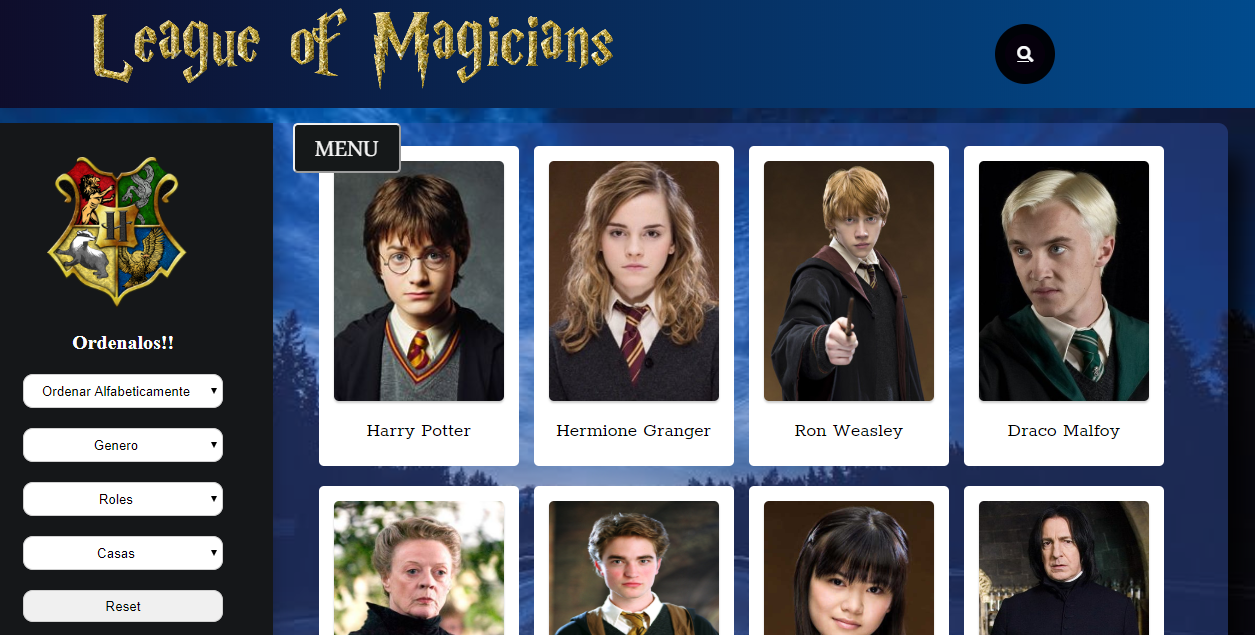 League of Magicians
MENU
H
Ordenalos!!
Ordenar Alfabeticamente
Genero
Roles
Casas
Reset
Harry Potter
Hermione Granger
Ron Weasley
Draco Malfoy